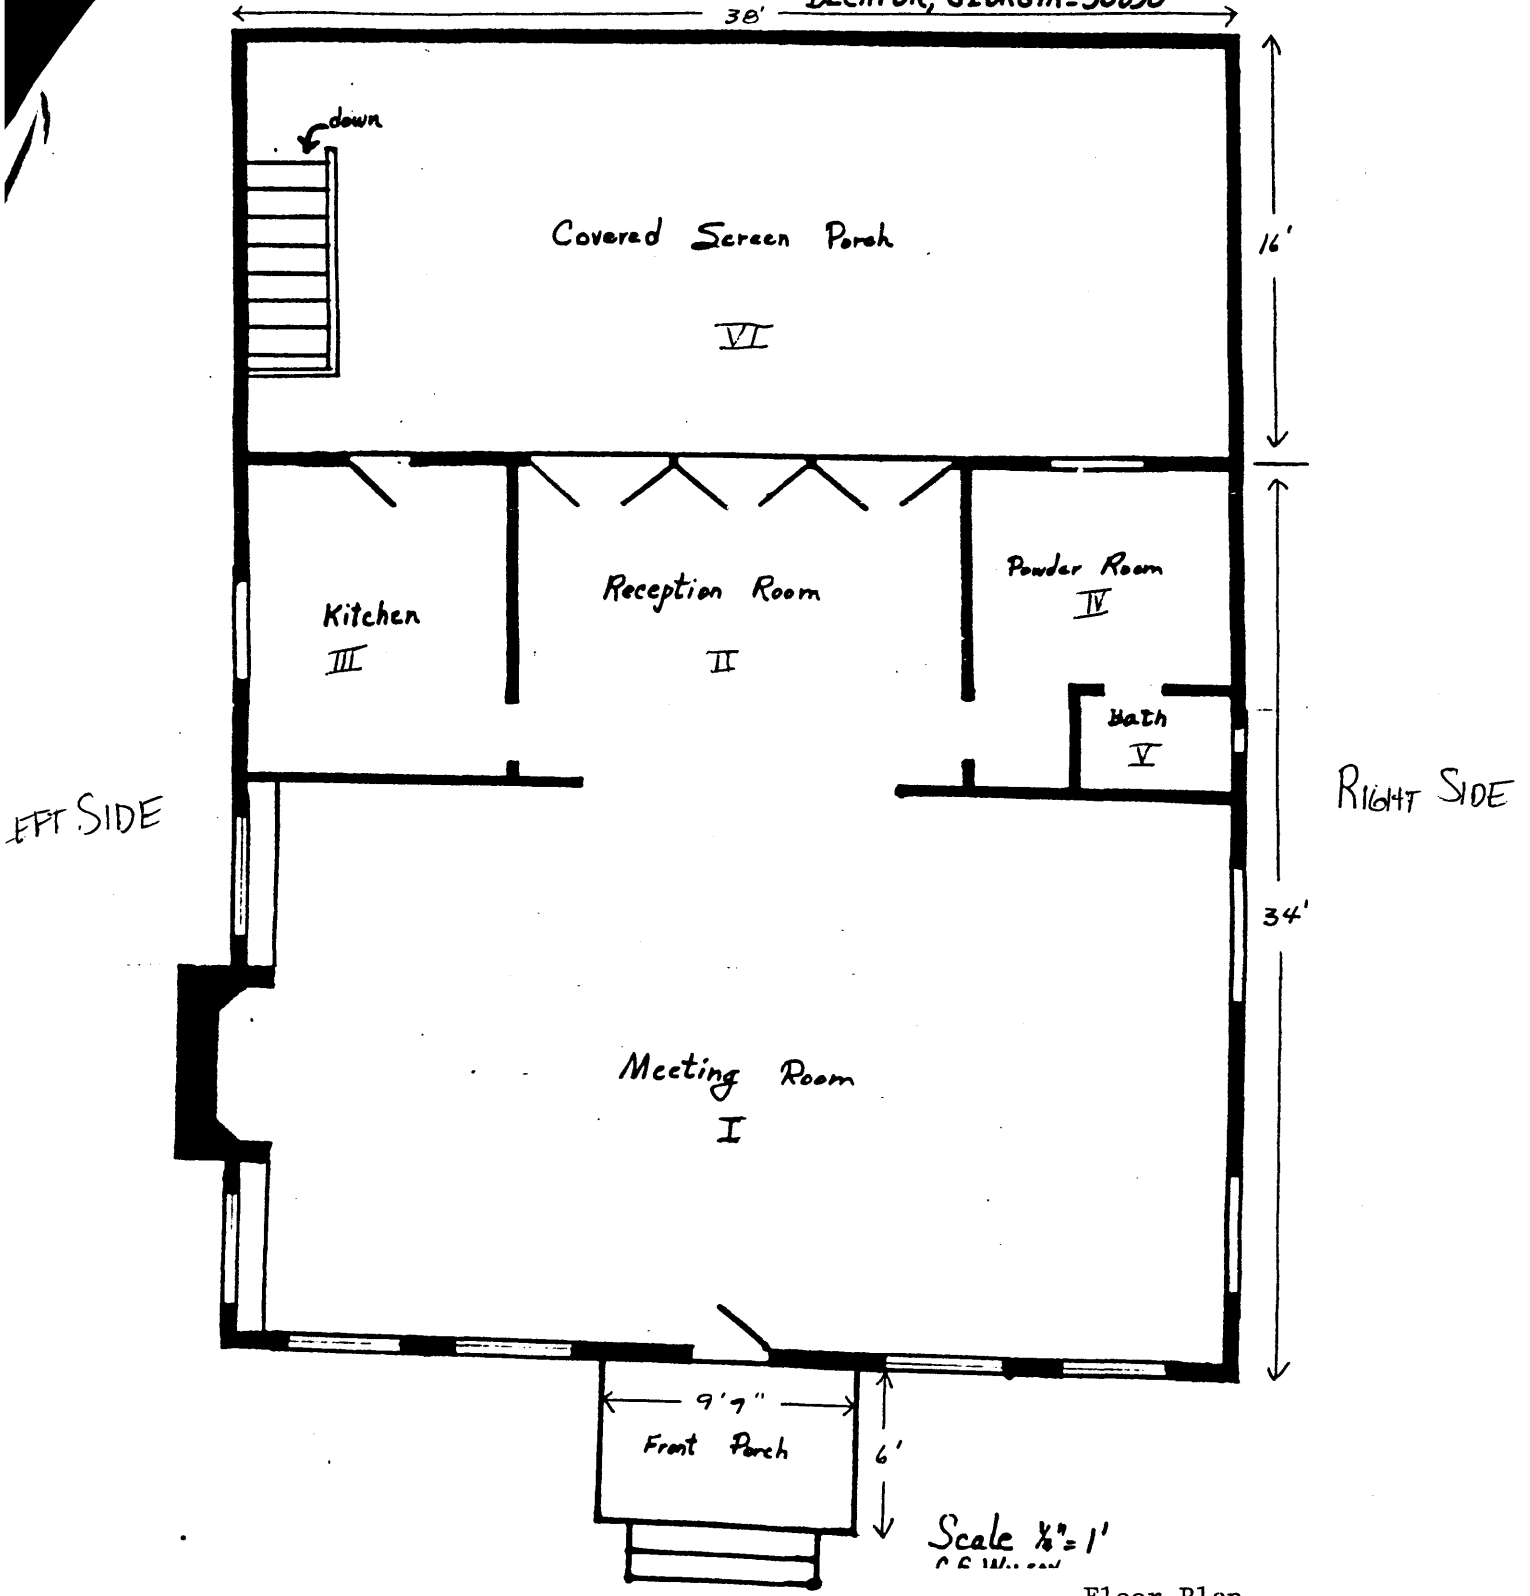 38'
down
Covered Screen Porch
VI
16'
Kitchen
III
Reception Room
II
Powder Room
IV
Bath
V
SIDE
RIGHT SIDE
34'
Meeting Room
I
9'9"
Front Porch
6'
Scale ⅛"=1'
Floor Plan